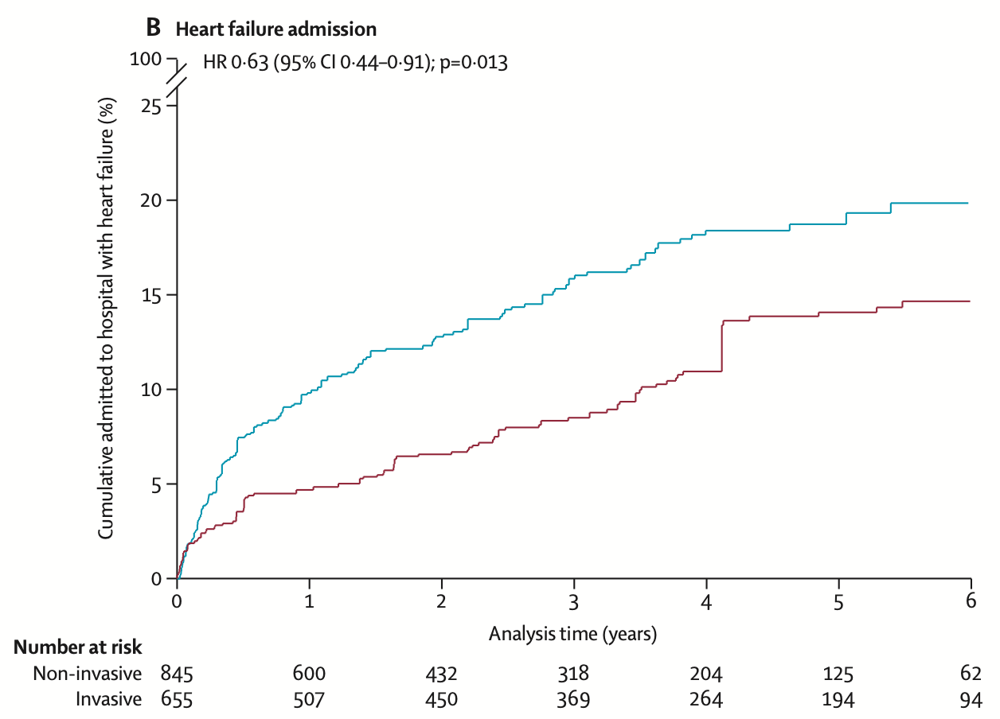 B Heart failure admission
100
HR 0·63 (95% CI 0·44–0·91); p=0·013
25
20
15
10
5
0
Cumulative admitted to hospital with heart failure (%)
0 1 2 3 4 5 6
Analysis time (years)
Number at risk
Non-invasive 845 600 432 318 204 125 62
Invasive 655 507 450 369 264 194 94